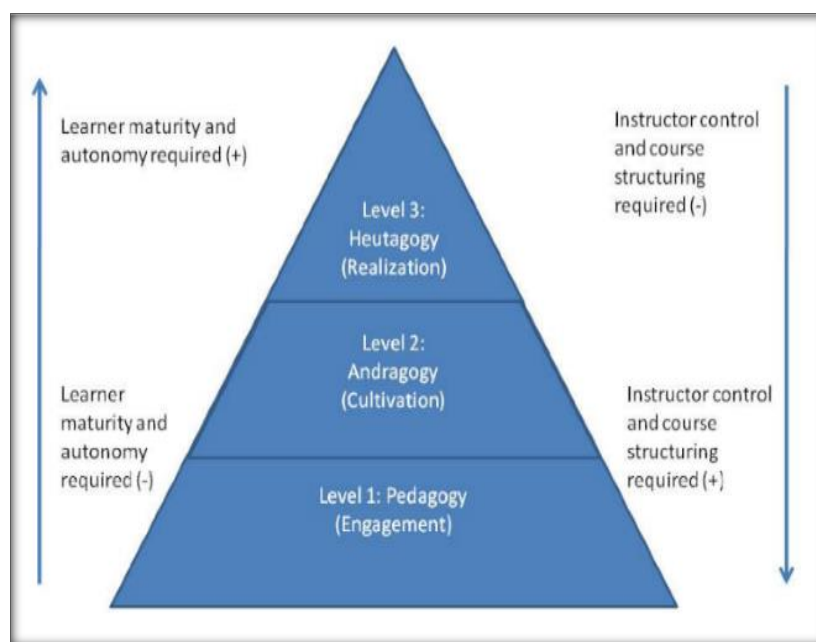 Learner maturity and
autonomy required (+)
Instructor control
and course
structuring
required (-)
Level 3:
Heutagogy
(Realization)
Level 2:
Andragogy
(Cultivation)
Learner
maturity and
autonomy
required (-)
Instructor control
and course
structuring
required (+)
Level 1: Pedagogy
(Engagement)